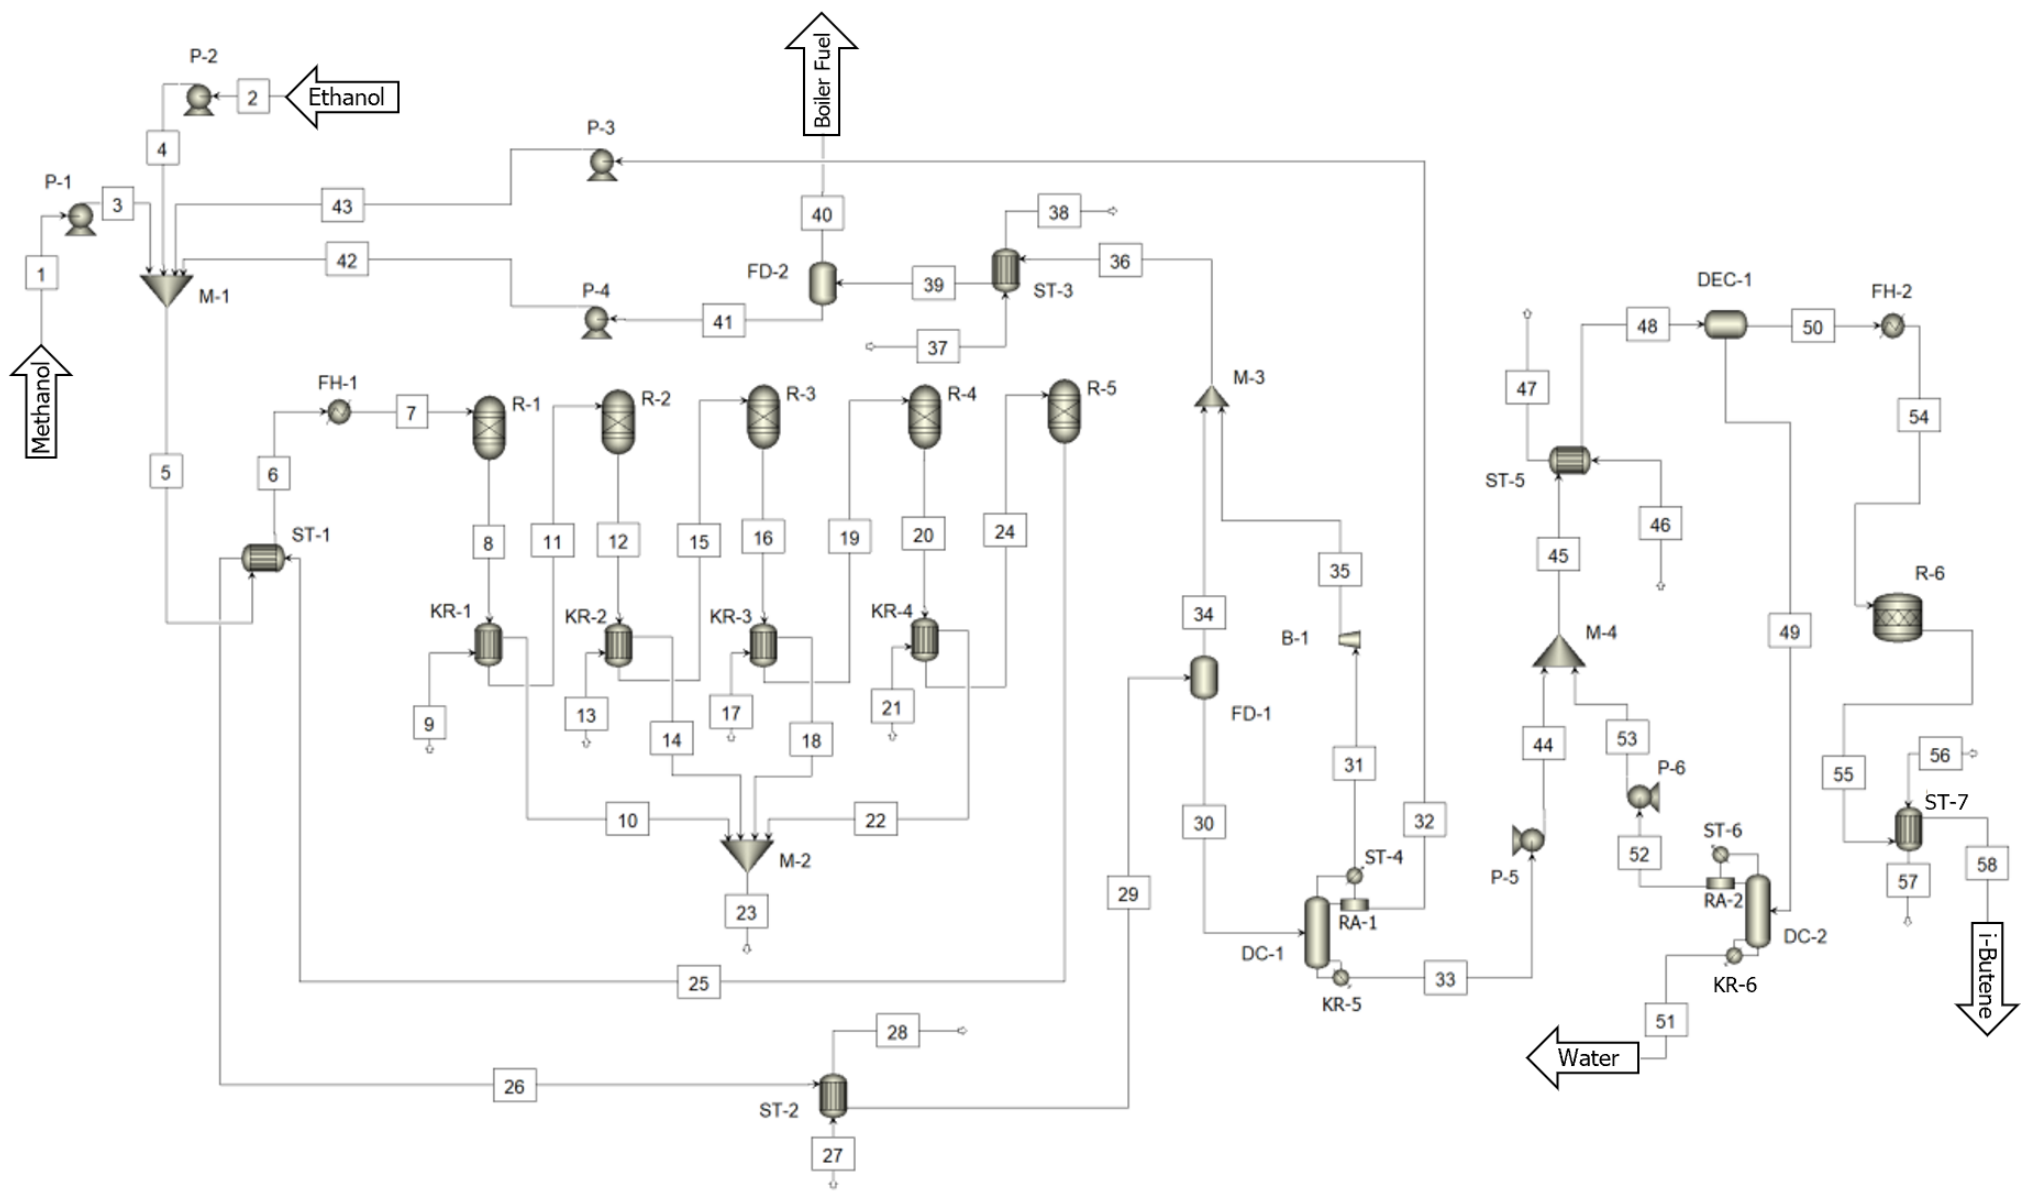 Boiler Fuel
P-2
2
Ethanol
4
P-3
P-1
3
43
40
38
1
42
FD-2
39
ST-3
36
M-1
P-4
41
37
DEC-1
FH-2
48
50
Methanol
FH-1
7
R-1
R-2
R-3
R-4
R-5
M-3
47
54
5
6
ST-5
46
ST-1
8
11
12
15
16
19
20
24
35
45
R-6
KR-1
KR-2
KR-3
KR-4
34
B-1
M-4
49
9
13
14
17
18
21
FD-1
31
44
53
P-6
55
56
ST-7
10
22
30
32
ST-6
M-2
ST-4
P-5
52
58
23
29
RA-1
RA-2
57
DC-1
DC-2
25
KR-5
33
KR-6
i-Butene
28
51
26
Water
ST-2
27